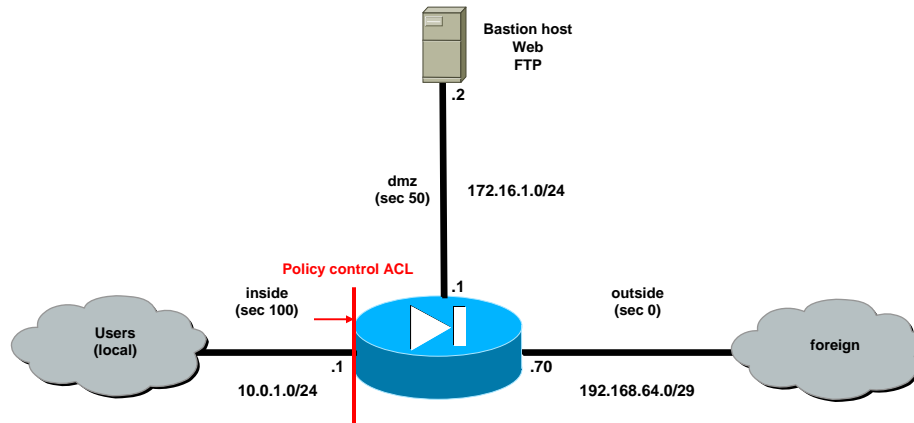 Bastion host
Web
FTP
.2
dmz
(sec 50)
172.16.1.0/24
Policy control ACL
inside
(sec 100)
.1
outside
(sec 0)
Users
(local)
foreign
.1
.70
10.0.1.0/24
192.168.64.0/29